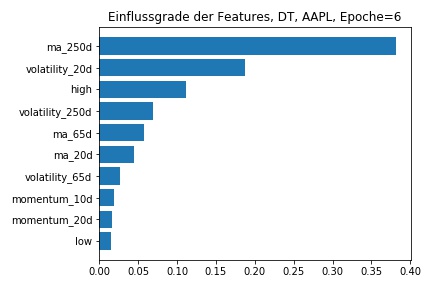 Einflussgrade der Features, DT, AAPL, Epoche=6
ma_250d
volatility_20d
high
volatility_250d
ma_65d
ma_20d
volatility_65d
momentum_10d
momentum_20d
low
0.00 0.05 0.10 0.15 0.20 0.25 0.30 0.35 0.40